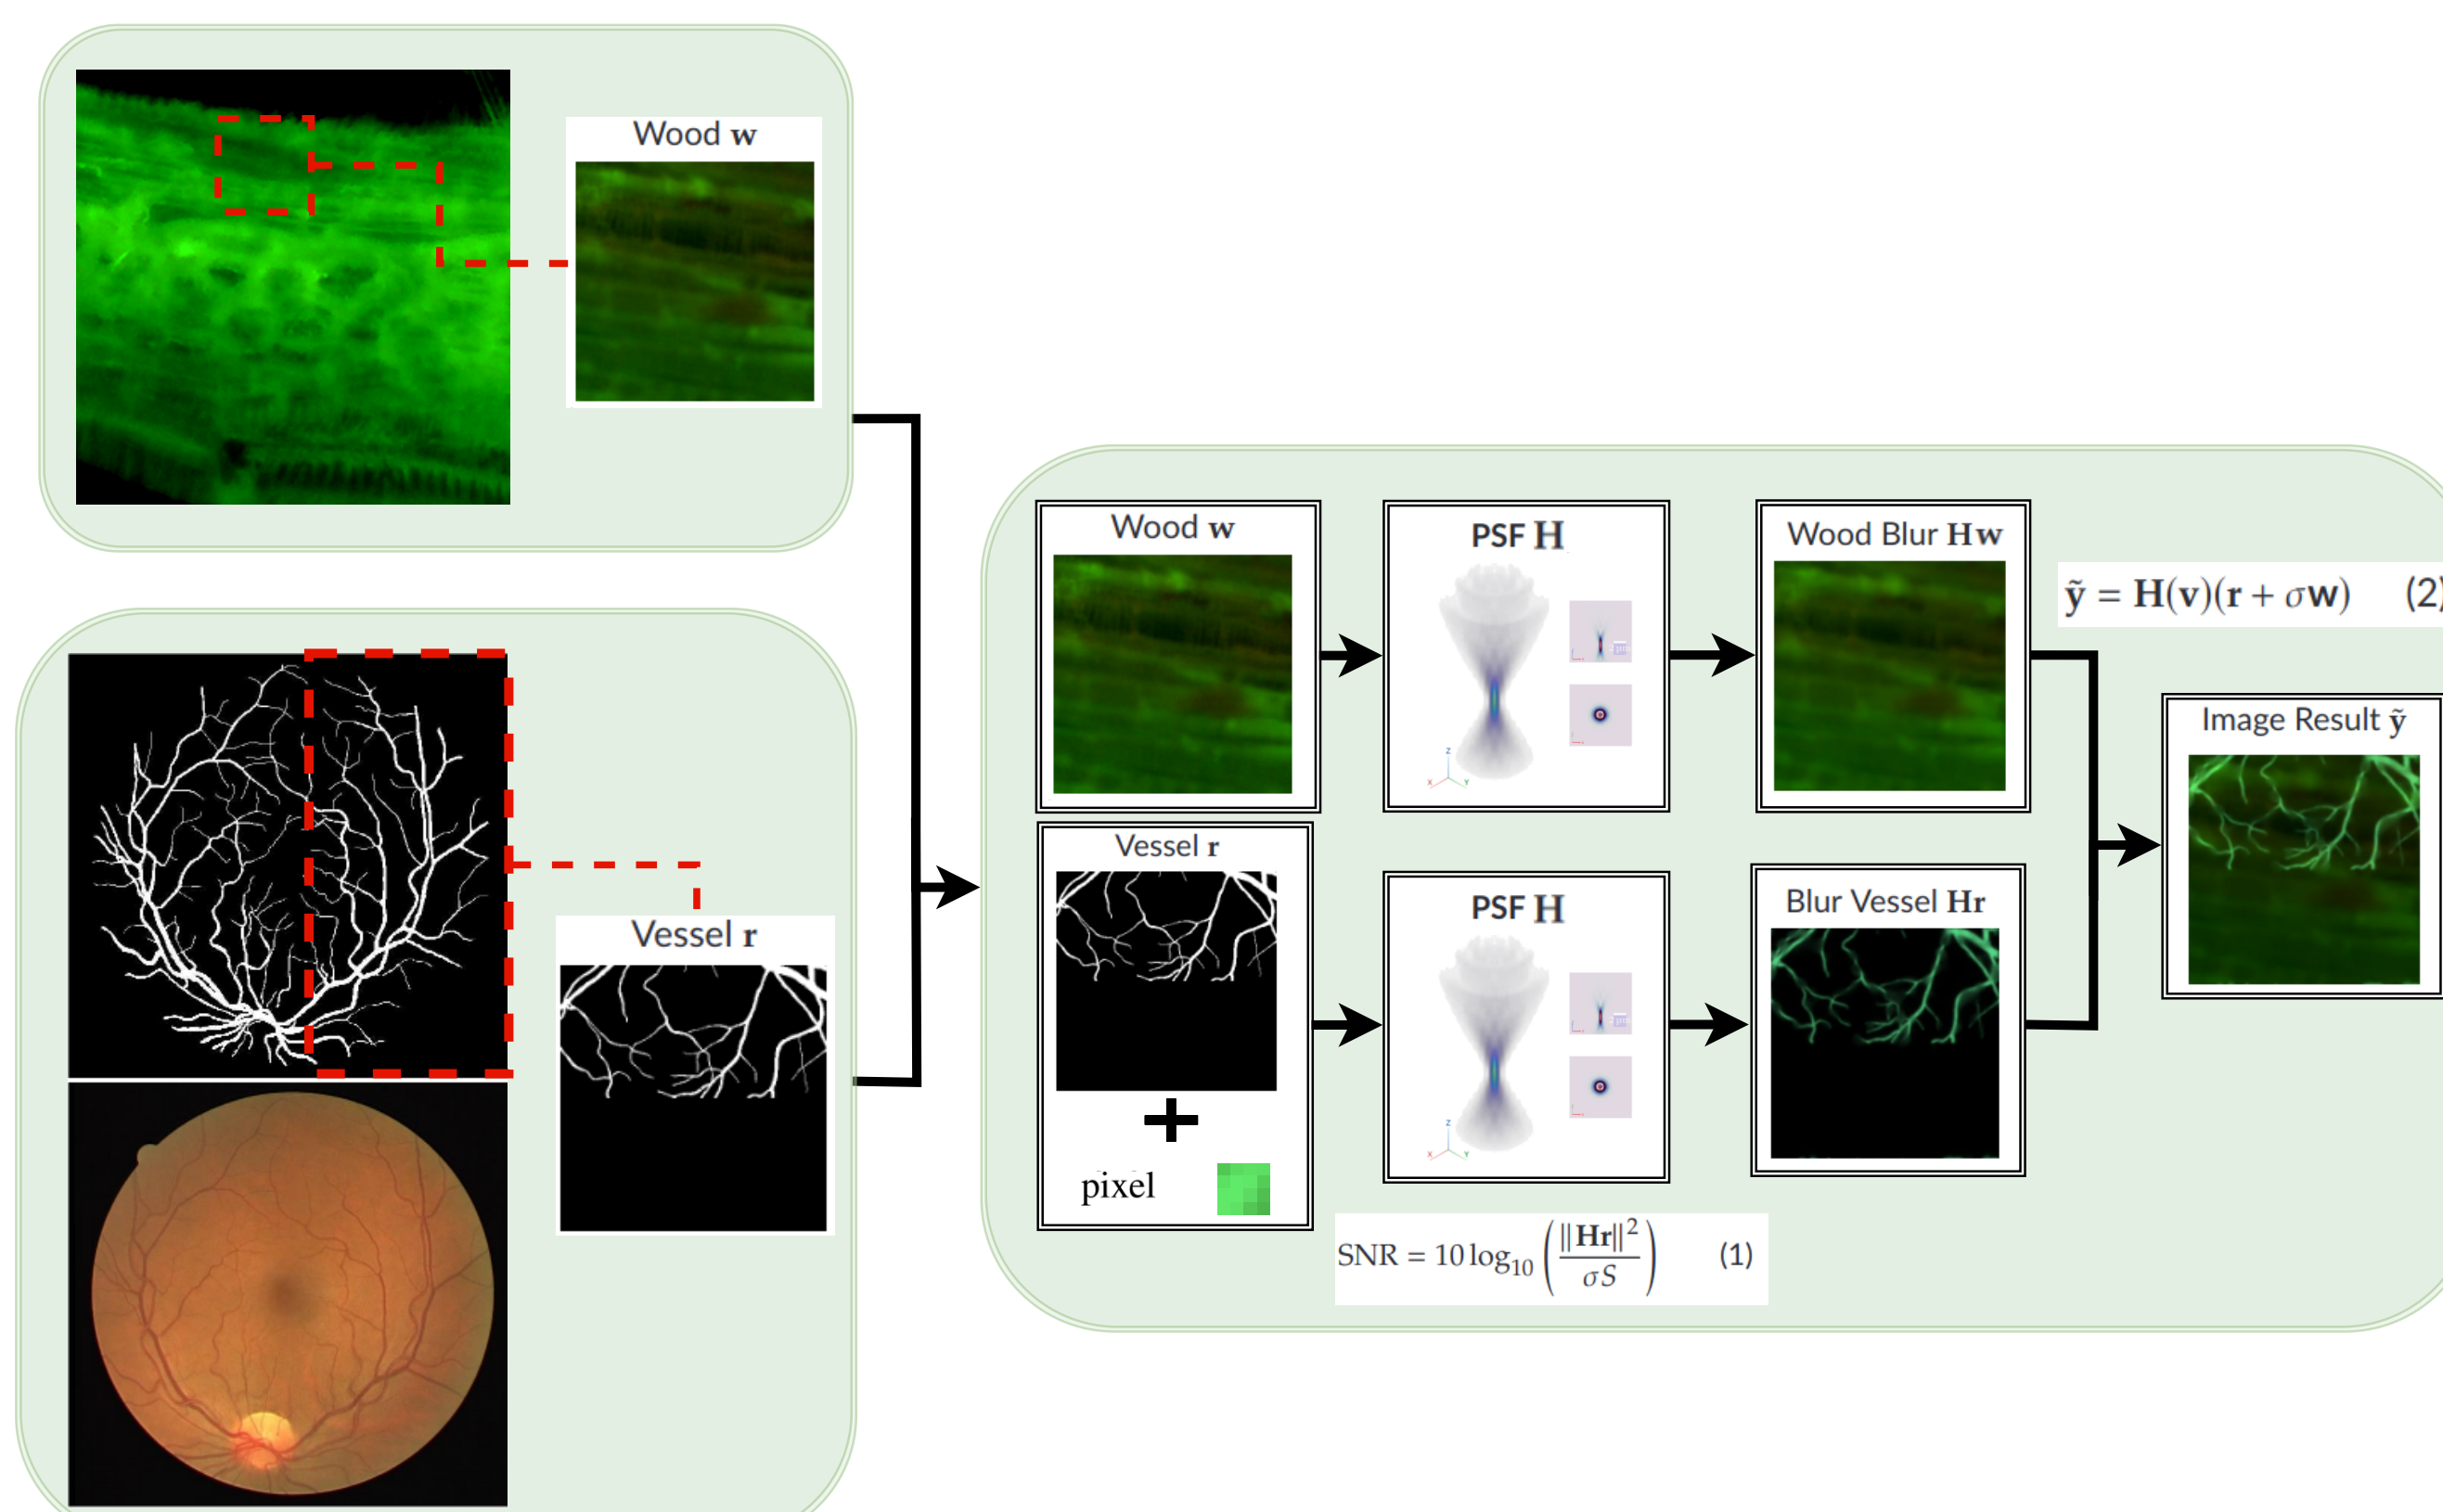 Wood w
Vessel r
Wood w
PSF H
Z
X
Y
Wood Blur Hw
ỹ = H(v)(r + σw) (2)
Image Result ỹ
Vessel r
+
pixel
PSF H
Z
X
Y
Blur Vessel Hr
SNR = 10 log₁₀ (‖Hr‖² / σS) (1)